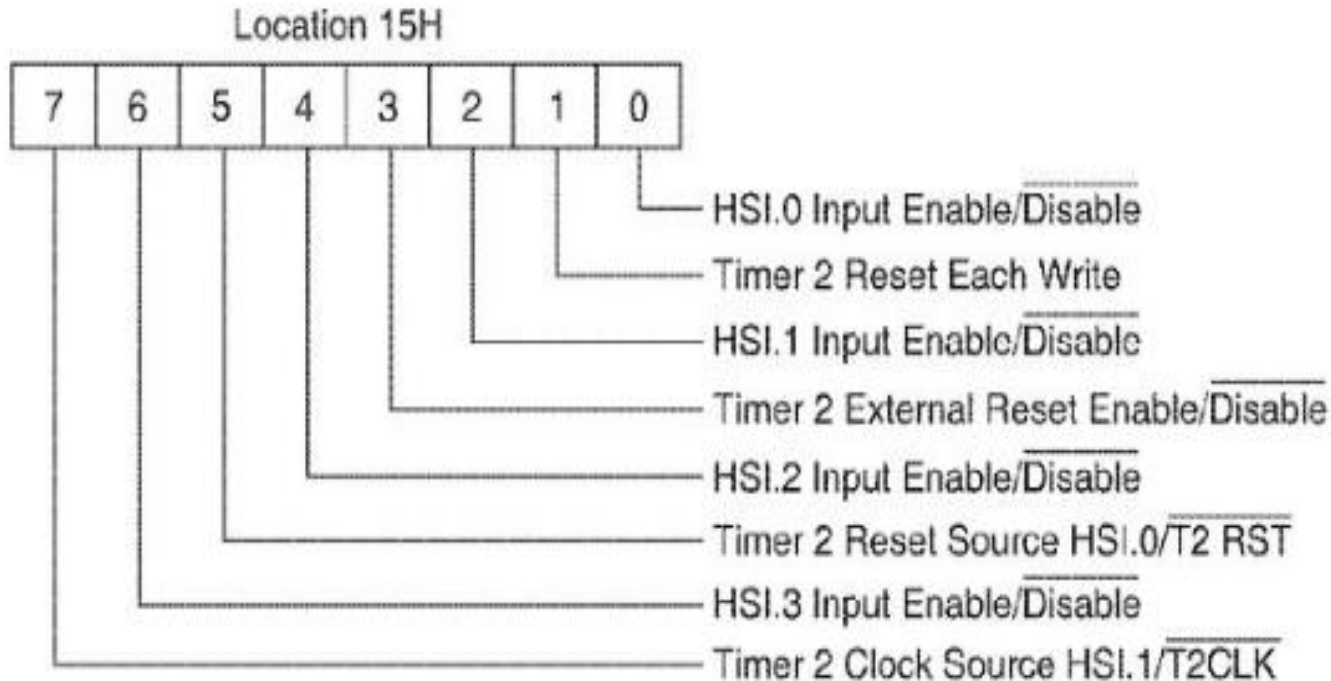 Location 15H
7 6 5 4 3 2 1 0
HSI.0 Input Enable/Disable
Timer 2 Reset Each Write
HSI.1 Input Enable/Disable
Timer 2 External Reset Enable/Disable
HSI.2 Input Enable/Disable
Timer 2 Reset Source HSI.0/T2 RST
HSI.3 Input Enable/Disable
Timer 2 Clock Source HSI.1/T2CLK